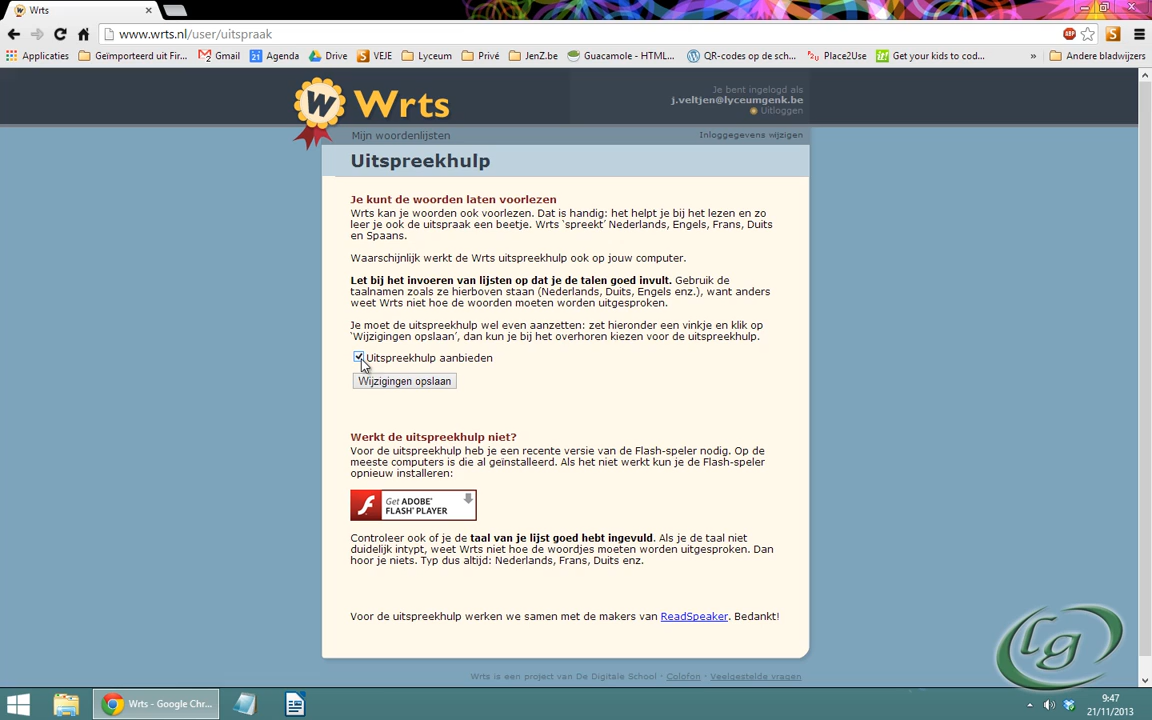 Wrts
www.wrts.nl/user/uitspraak
Applicaties
Geïmporteerd uit Fir...
Gmail
Agenda
Drive
VEJE
Lyceum
Privé
JenZ.be
Guacamole - HTML...
QR-codes op de sch...
Place2Use
Get your kids to cod...
»
Andere bladwijzers
W Wrts
Je bent ingelogd als
j.veltjen@lyceumgenk.be
Uitloggen
Mijn woordenlijsten
Inloggegevens wijzigen
Uitspreekhulp
Je kunt de woorden laten voorlezen
Wrts kan je woorden ook voorlezen. Dat is handig: het helpt je bij het lezen en zo
leer je ook de uitspraak een beetje. Wrts 'spreekt' Nederlands, Engels, Frans, Duits
en Spaans.
Waarschijnlijk werkt de Wrts uitspreekhulp ook op jouw computer.
Let bij het invoeren van lijsten op dat je de talen goed invult. Gebruik de
taalnamen zoals ze hierboven staan (Nederlands, Duits, Engels enz.), want anders
weet Wrts niet hoe de woorden moeten worden uitgesproken.
Je moet de uitspreekhulp wel even aanzetten: zet hieronder een vinkje en klik op
'Wijzigingen opslaan', dan kun je bij het overhoren kiezen voor de uitspreekhulp.
Uitspreekhulp aanbieden
Wijzigingen opslaan
Werkt de uitspreekhulp niet?
Voor de uitspreekhulp heb je een recente versie van de Flash-speler nodig. Op de
meeste computers is die al geïnstalleerd. Als het niet werkt kun je de Flash-speler
opnieuw installeren:
Get ADOBE®
FLASH® PLAYER
Controleer ook of je de taal van je lijst goed hebt ingevuld. Als je de taal niet
duidelijk intypt, weet Wrts niet hoe de woordjes moeten worden uitgesproken. Dan
hoor je niets. Typ dus altijd: Nederlands, Frans, Duits enz.
Voor de uitspreekhulp werken we samen met de makers van ReadSpeaker. Bedankt!
Wrts is een project van De Digitale School · Colofon · Veelgestelde vragen
lg
Wrts - Google Chr...
9:47
21/11/2013